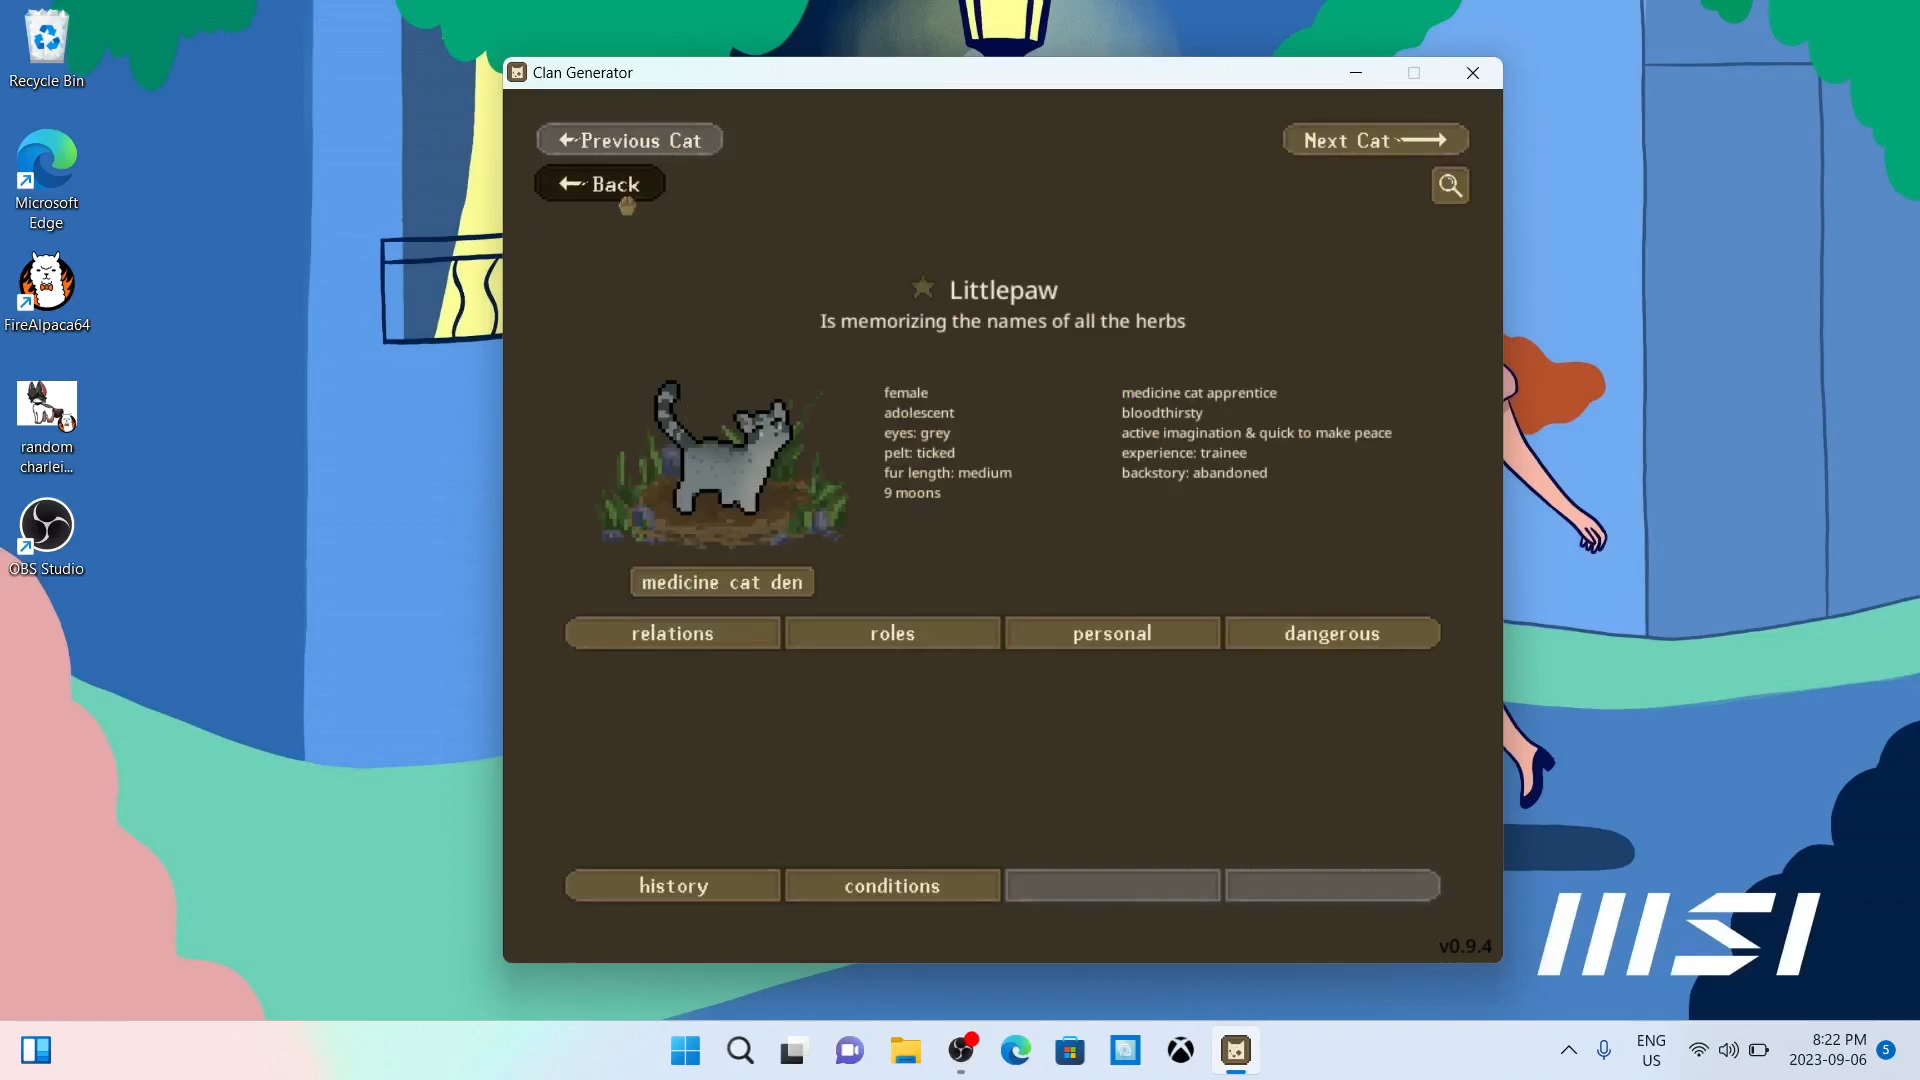 Recycle Bin
Microsoft
Edge
FireAlpaca64
random
charlei...
OBS Studio
Clan Generator
Previous Cat
Next Cat
Back
Littlepaw
Is memorizing the names of all the herbs
female
adolescent
eyes: grey
pelt: ticked
fur length: medium
9 moons
medicine cat apprentice
bloodthirsty
active imagination & quick to make peace
experience: trainee
backstory: abandoned
medicine cat den
relations
roles
personal
dangerous
history
conditions
v0.9.4
msi
ENG
US
8:22 PM
2023-09-06
5